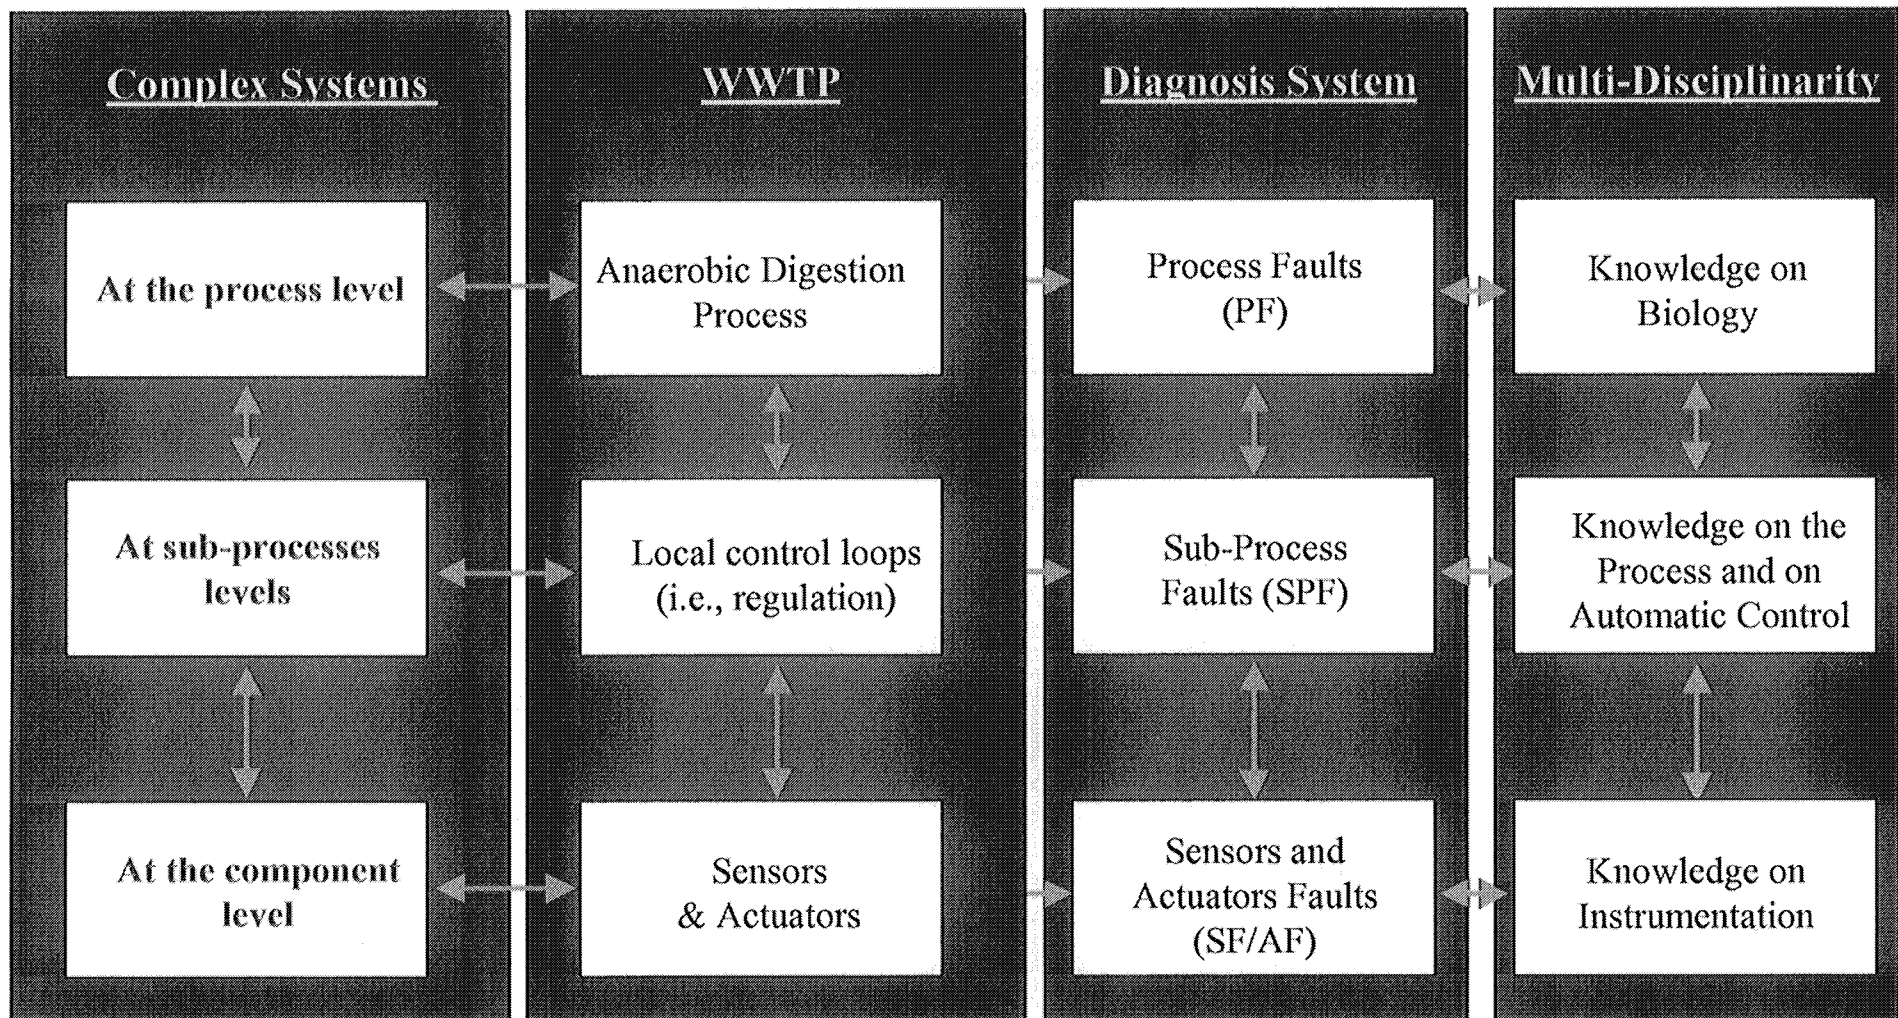 Complex Systems
WWTP
Diagnosis System
Multi-Disciplinarity
At the process level
Anaerobic Digestion
Process
Process Faults
(PF)
Knowledge on
Biology
At sub-processes
levels
Local control loops
(i.e., regulation)
Sub-Process
Faults (SPF)
Knowledge on the
Process and on
Automatic Control
At the component
level
Sensors
& Actuators
Sensors and
Actuators Faults
(SF/AF)
Knowledge on
Instrumentation